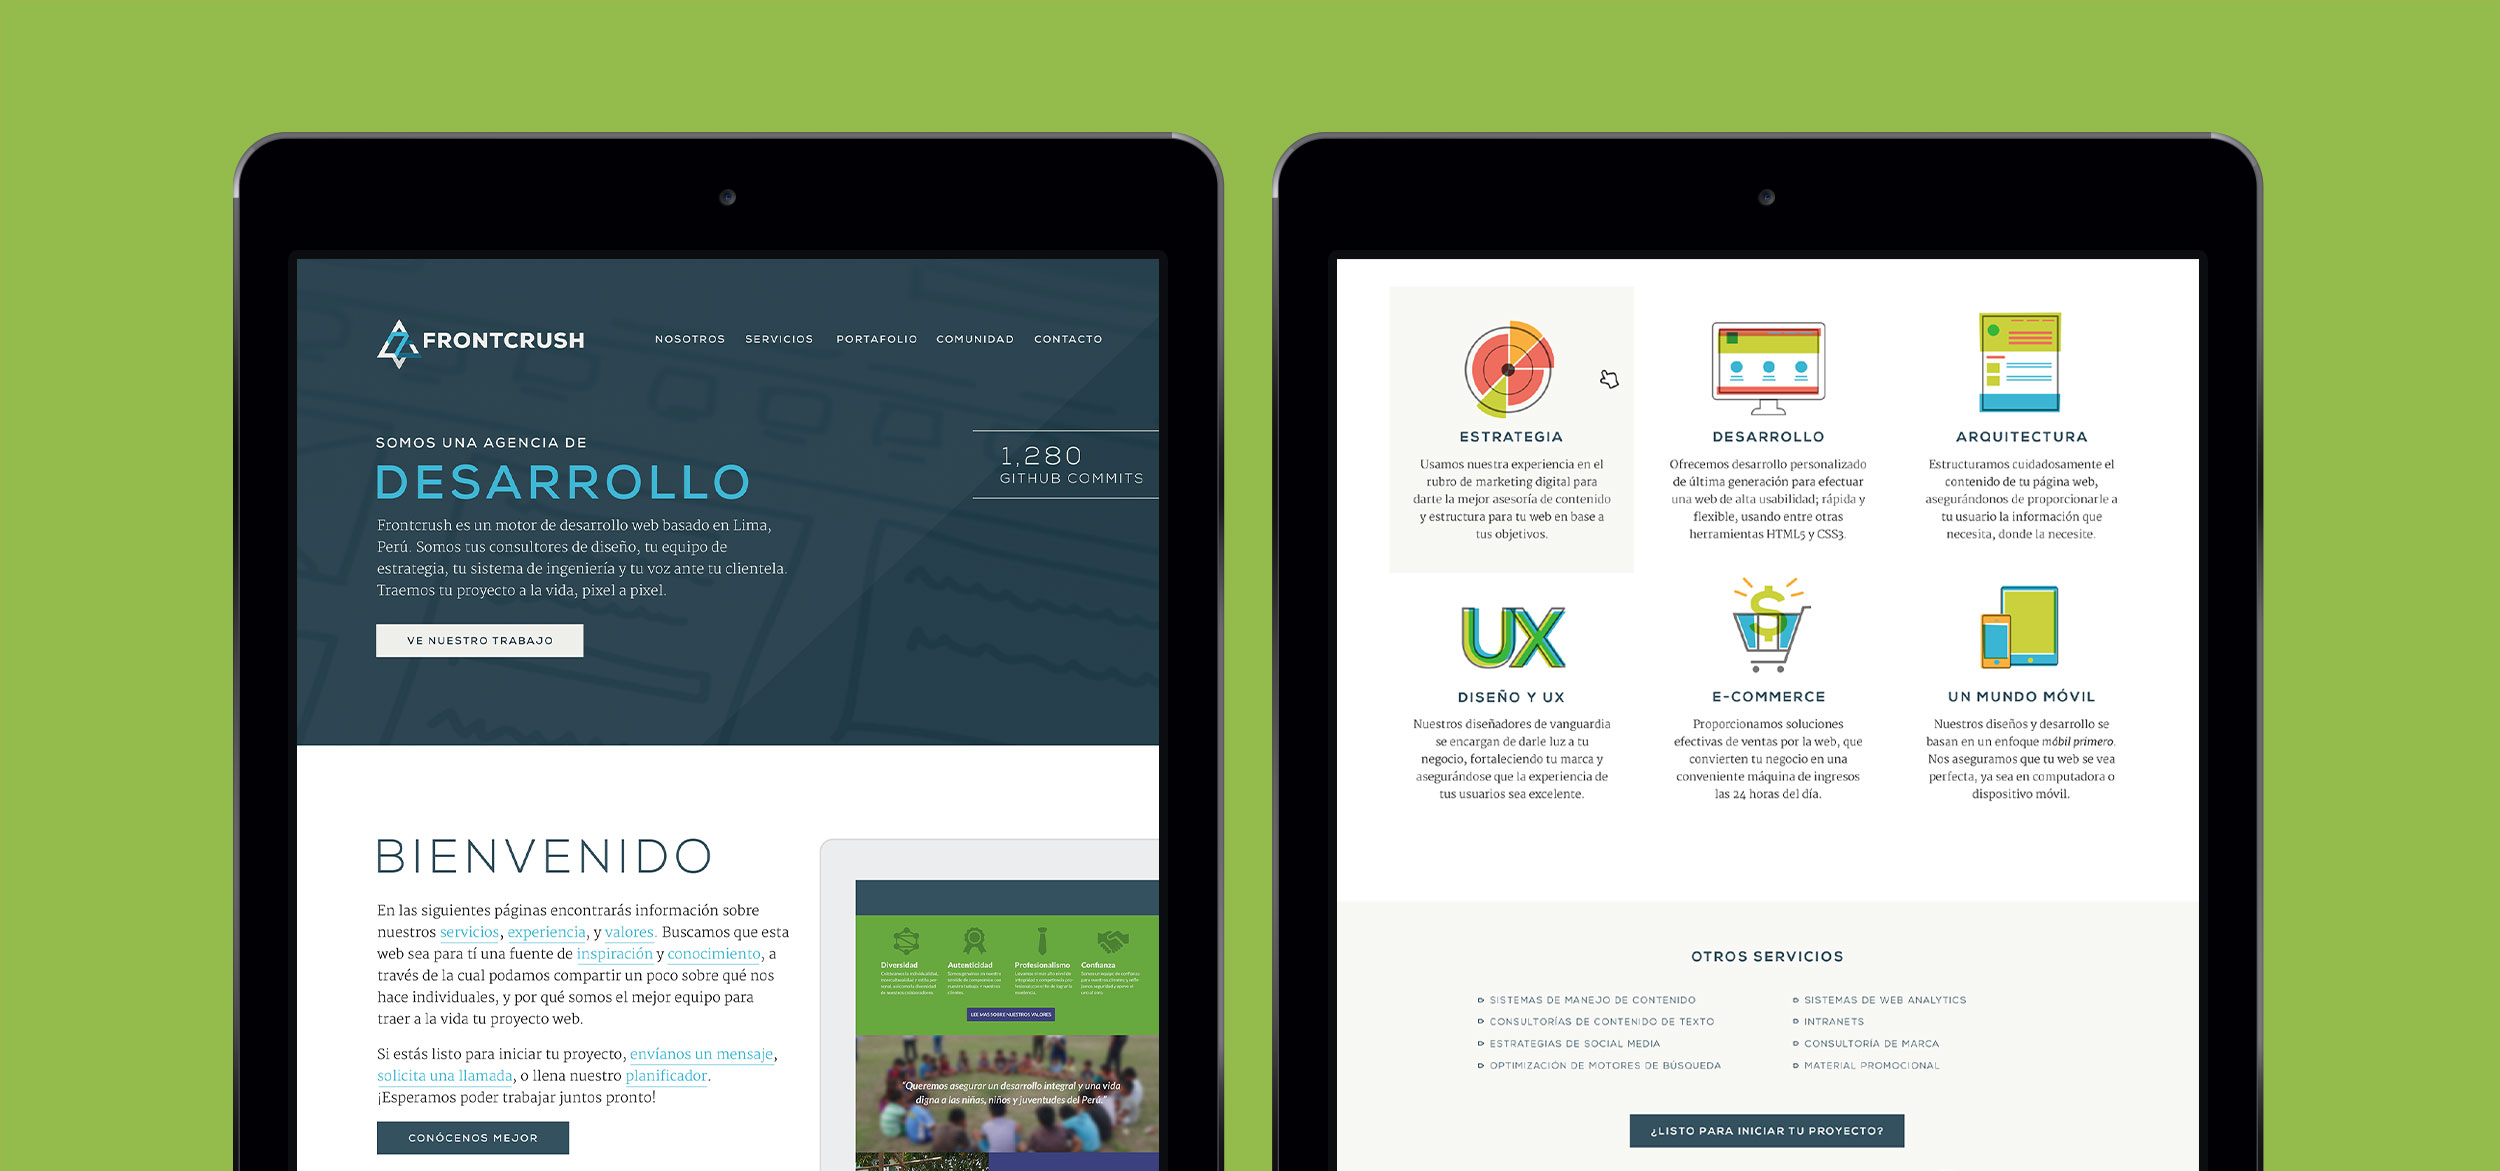 FRONTCRUSH
NOSOTROS SERVICIOS PORTAFOLIO COMUNIDAD CONTACTO
SOMOS UNA AGENCIA DE
DESARROLLO
1,280
GITHUB COMMITS
Frontcrush es un motor de desarrollo web basado en Lima,
Perú. Somos tus consultores de diseño, tu equipo de
estrategia, tu sistema de ingeniería y tu voz ante tu clientela.
Traemos tu proyecto a la vida, pixel a pixel.
VE NUESTRO TRABAJO
BIENVENIDO
En las siguientes páginas encontrarás información sobre
nuestros servicios, experiencia, y valores. Buscamos que esta
web sea para tí una fuente de inspiración y conocimiento, a
través de la cual podamos compartir un poco sobre qué nos
hace individuales, y por qué somos el mejor equipo para
traer a la vida tu proyecto web.
Si estás listo para iniciar tu proyecto, envíanos un mensaje,
solicita una llamada, o llena nuestro planificador.
¡Esperamos poder trabajar juntos pronto!
CONÓCENOS MEJOR
Diversidad Autenticidad Profesionalismo Confianza
LEE MAS SOBRE NUESTROS VALORES
"Queremos asegurar un desarrollo integral y una vida
digna a las niñas, niños y juventudes del Perú."
ESTRATEGIA
Usamos nuestra experiencia en el
rubro de marketing digital para
darte la mejor asesoría de contenido
y estructura para tu web en base a
tus objetivos.
DESARROLLO
Ofrecemos desarrollo personalizado
de última generación para efectuar
una web de alta usabilidad; rápida y
flexible, usando entre otras
herramientas HTML5 y CSS3.
ARQUITECTURA
Estructuramos cuidadosamente el
contenido de tu página web,
asegurándonos de proporcionarle a
tu usuario la información que
necesita, donde la necesite.
UX
DISEÑO Y UX
Nuestros diseñadores de vanguardia
se encargan de darle luz a tu
negocio, fortaleciendo tu marca y
asegurándose que la experiencia de
tus usuarios sea excelente.
$
E-COMMERCE
Proporcionamos soluciones
efectivas de ventas por la web, que
convierten tu negocio en una
conveniente máquina de ingresos
las 24 horas del día.
UN MUNDO MÓVIL
Nuestros diseños y desarrollo se
basan en un enfoque móbil primero.
Nos aseguramos que tu web se vea
perfecta, ya sea en computadora o
dispositivo móvil.
OTROS SERVICIOS
SISTEMAS DE MANEJO DE CONTENIDO
CONSULTORÍAS DE CONTENIDO DE TEXTO
ESTRATEGIAS DE SOCIAL MEDIA
OPTIMIZACIÓN DE MOTORES DE BÚSQUEDA
SISTEMAS DE WEB ANALYTICS
INTRANETS
CONSULTORÍA DE MARCA
MATERIAL PROMOCIONAL
¿LISTO PARA INICIAR TU PROYECTO?